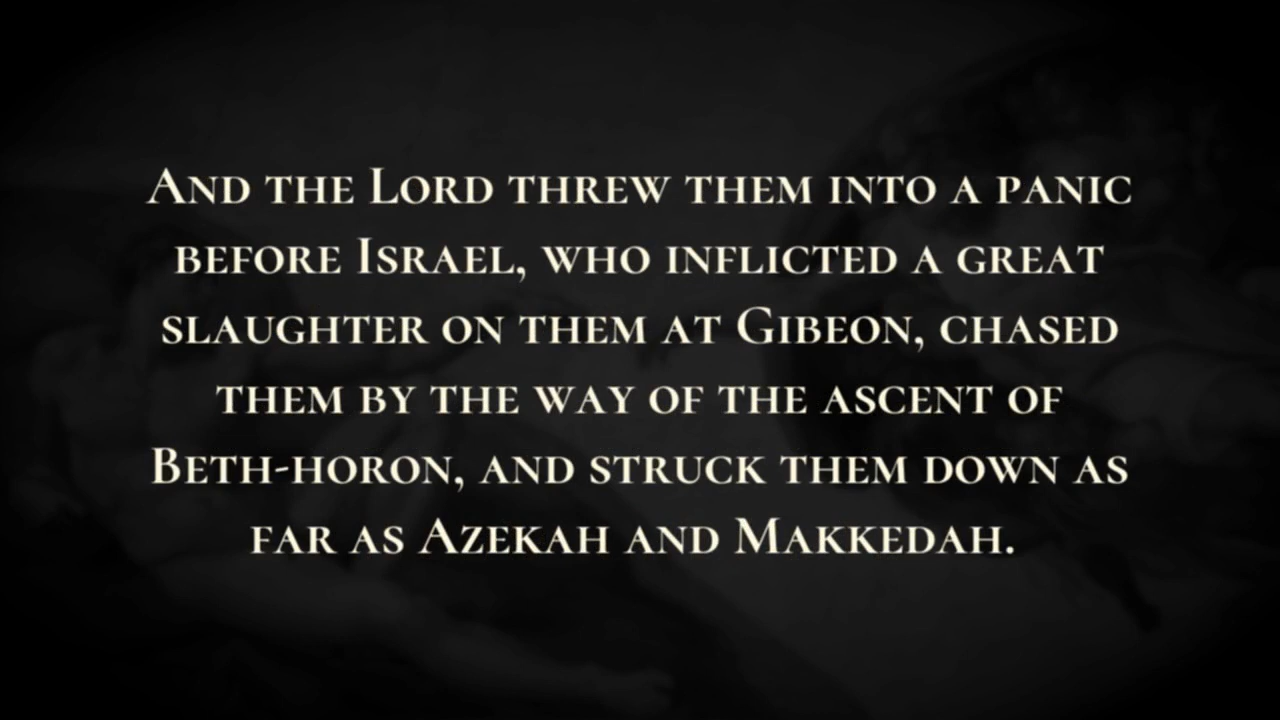 And the Lord threw them into a panic
before Israel, who inflicted a great
slaughter on them at Gibeon, chased
them by the way of the ascent of
Beth-horon, and struck them down as
far as Azekah and Makkedah.